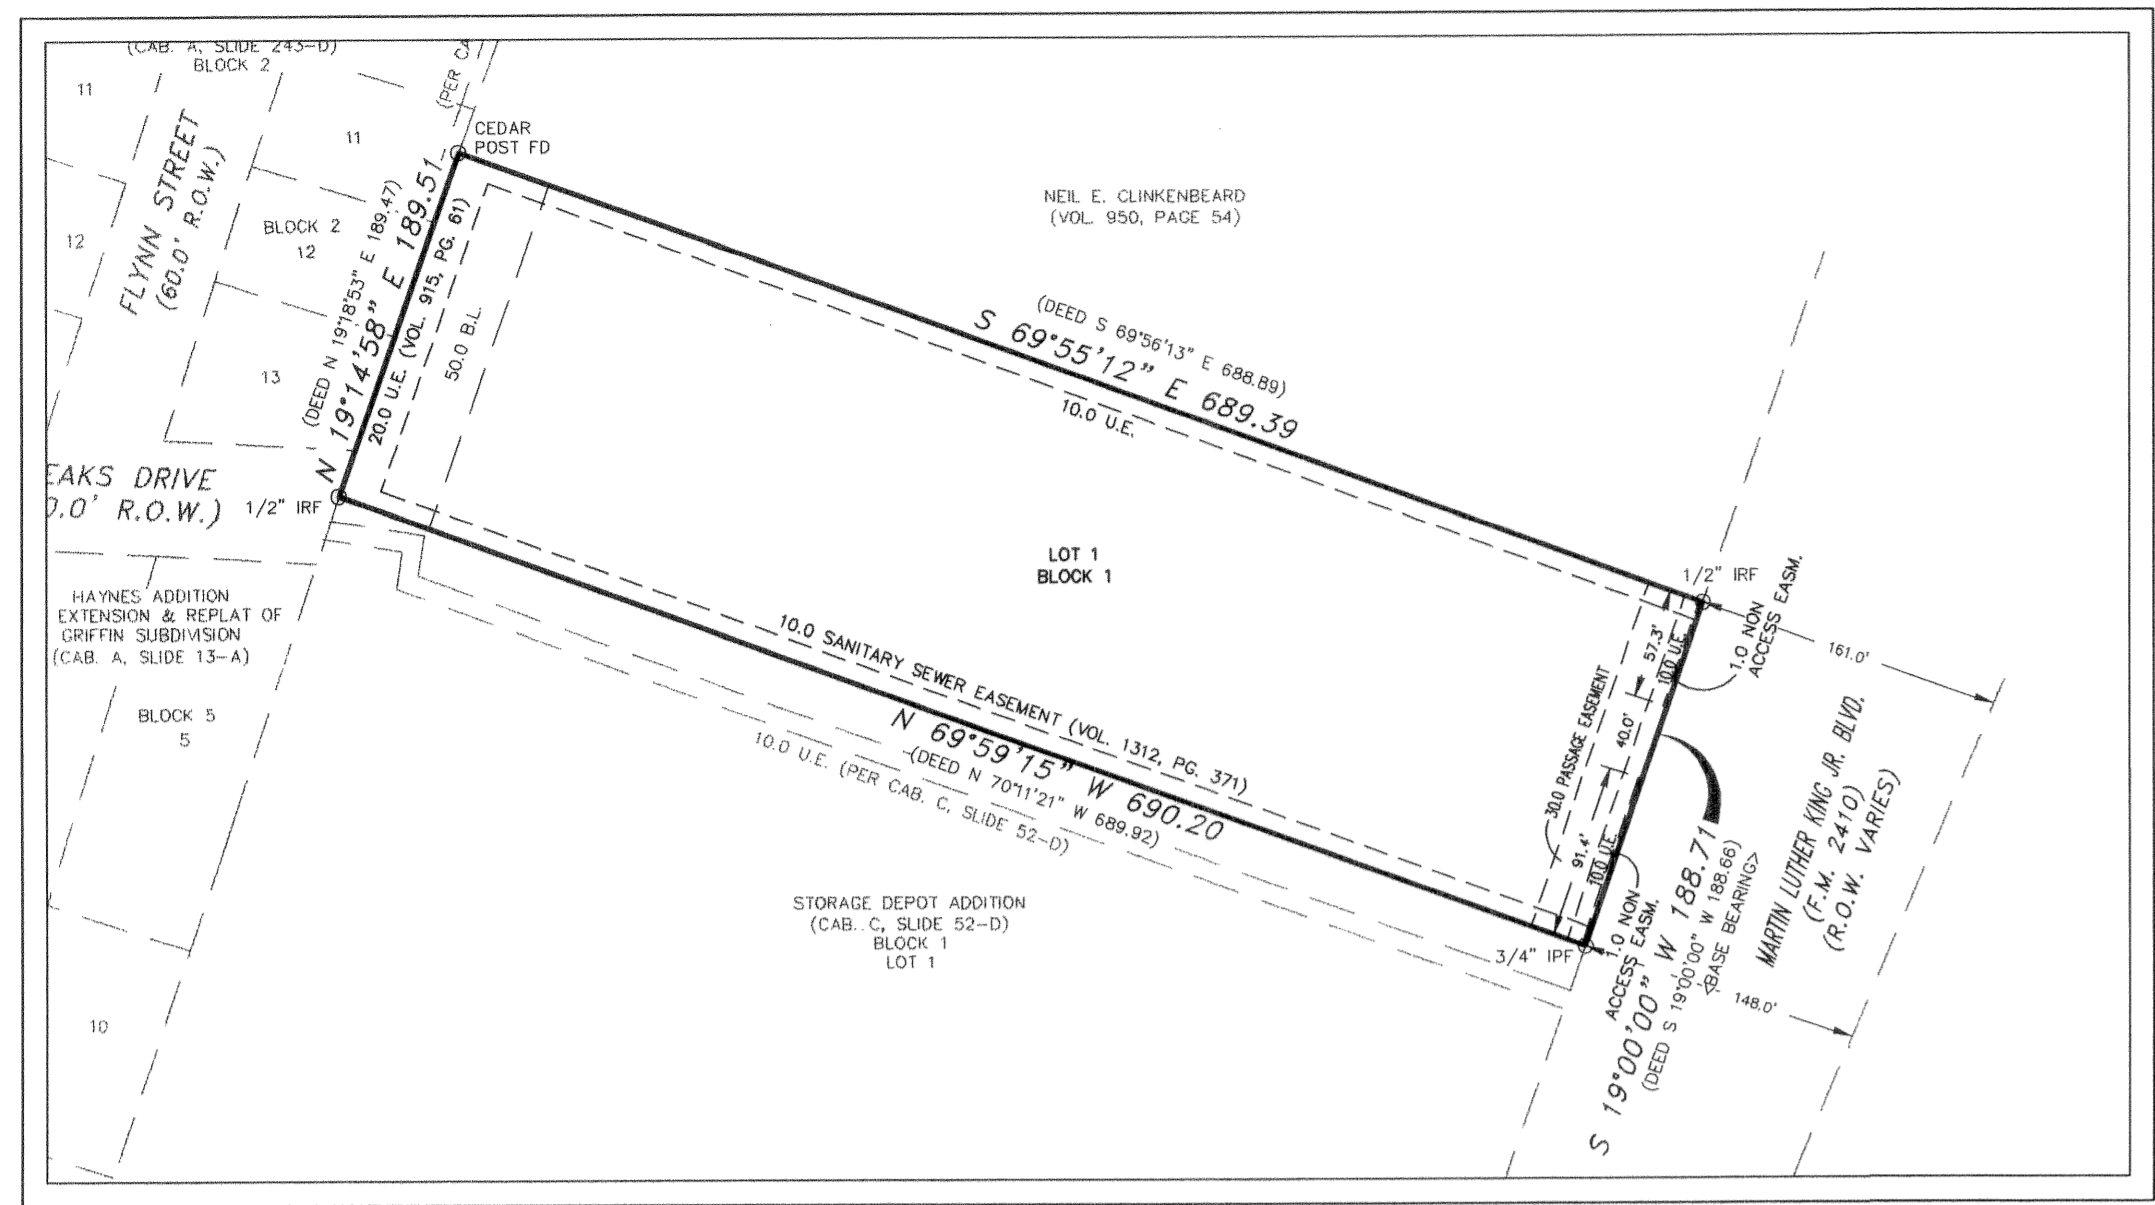 (CAB. A, SLIDE 243-D)
BLOCK 2
11
11
12
FLYNN STREET
(60.0' R.O.W.)
BLOCK 2
12
13
(PER CA
CEDAR
POST FD
(DEED N 19°18'53" E 189.47)
N 19°14'58" E 189.51
20.0 U.E. (VOL. 915, PG. 61)
50.0 B.L.
NEIL E. CLINKENBEARD
(VOL. 950, PAGE 54)
(DEED S 69°56'13" E 688.89)
S 69°55'12" E 689.39
10.0 U.E.
EAKS DRIVE
0.0' R.O.W.)
1/2" IRF
HAYNES ADDITION
EXTENSION & REPLAT OF
GRIFFIN SUBDIVISION
(CAB. A, SLIDE 13-A)
BLOCK 5
5
10
LOT 1
BLOCK 1
10.0 SANITARY SEWER EASEMENT (VOL. 1312, PG. 371)
N 69°59'15" W 690.20
(DEED N 70°11'21" W 689.92)
10.0 U.E. (PER CAB. C, SLIDE 52-D)
STORAGE DEPOT ADDITION
(CAB. C, SLIDE 52-D)
BLOCK 1
LOT 1
1/2" IRF
1.0 NON
ACCESS EASM.
161.0'
57.3'
10.0 U.E.
40.0'
30.0 PASSAGE EASEMENT
91.4'
10.0 U.E.
3/4" IPF
1.0 NON
ACCESS EASM.
S 19°00'00" W 188.71
(DEED S 19°00'00" W 188.66)
<BASE BEARING>
148.0'
MARTIN LUTHER KING JR. BLVD.
(F.M. 2410)
(R.O.W. VARIES)